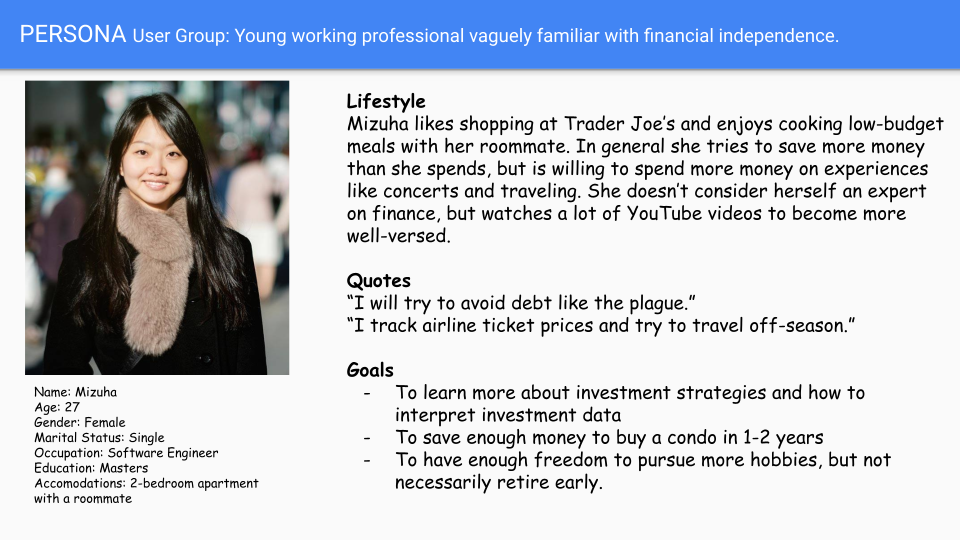 PERSONA User Group: Young working professional vaguely familiar with financial independence.
Name: Mizuha
Age: 27
Gender: Female
Marital Status: Single
Occupation: Software Engineer
Education: Masters
Accomodations: 2-bedroom apartment
with a roommate
Lifestyle
Mizuha likes shopping at Trader Joe’s and enjoys cooking low-budget
meals with her roommate. In general she tries to save more money
than she spends, but is willing to spend more money on experiences
like concerts and traveling. She doesn’t consider herself an expert
on finance, but watches a lot of YouTube videos to become more
well-versed.
Quotes
“I will try to avoid debt like the plague.”
“I track airline ticket prices and try to travel off-season.”
Goals
- To learn more about investment strategies and how to
interpret investment data
- To save enough money to buy a condo in 1-2 years
- To have enough freedom to pursue more hobbies, but not
necessarily retire early.